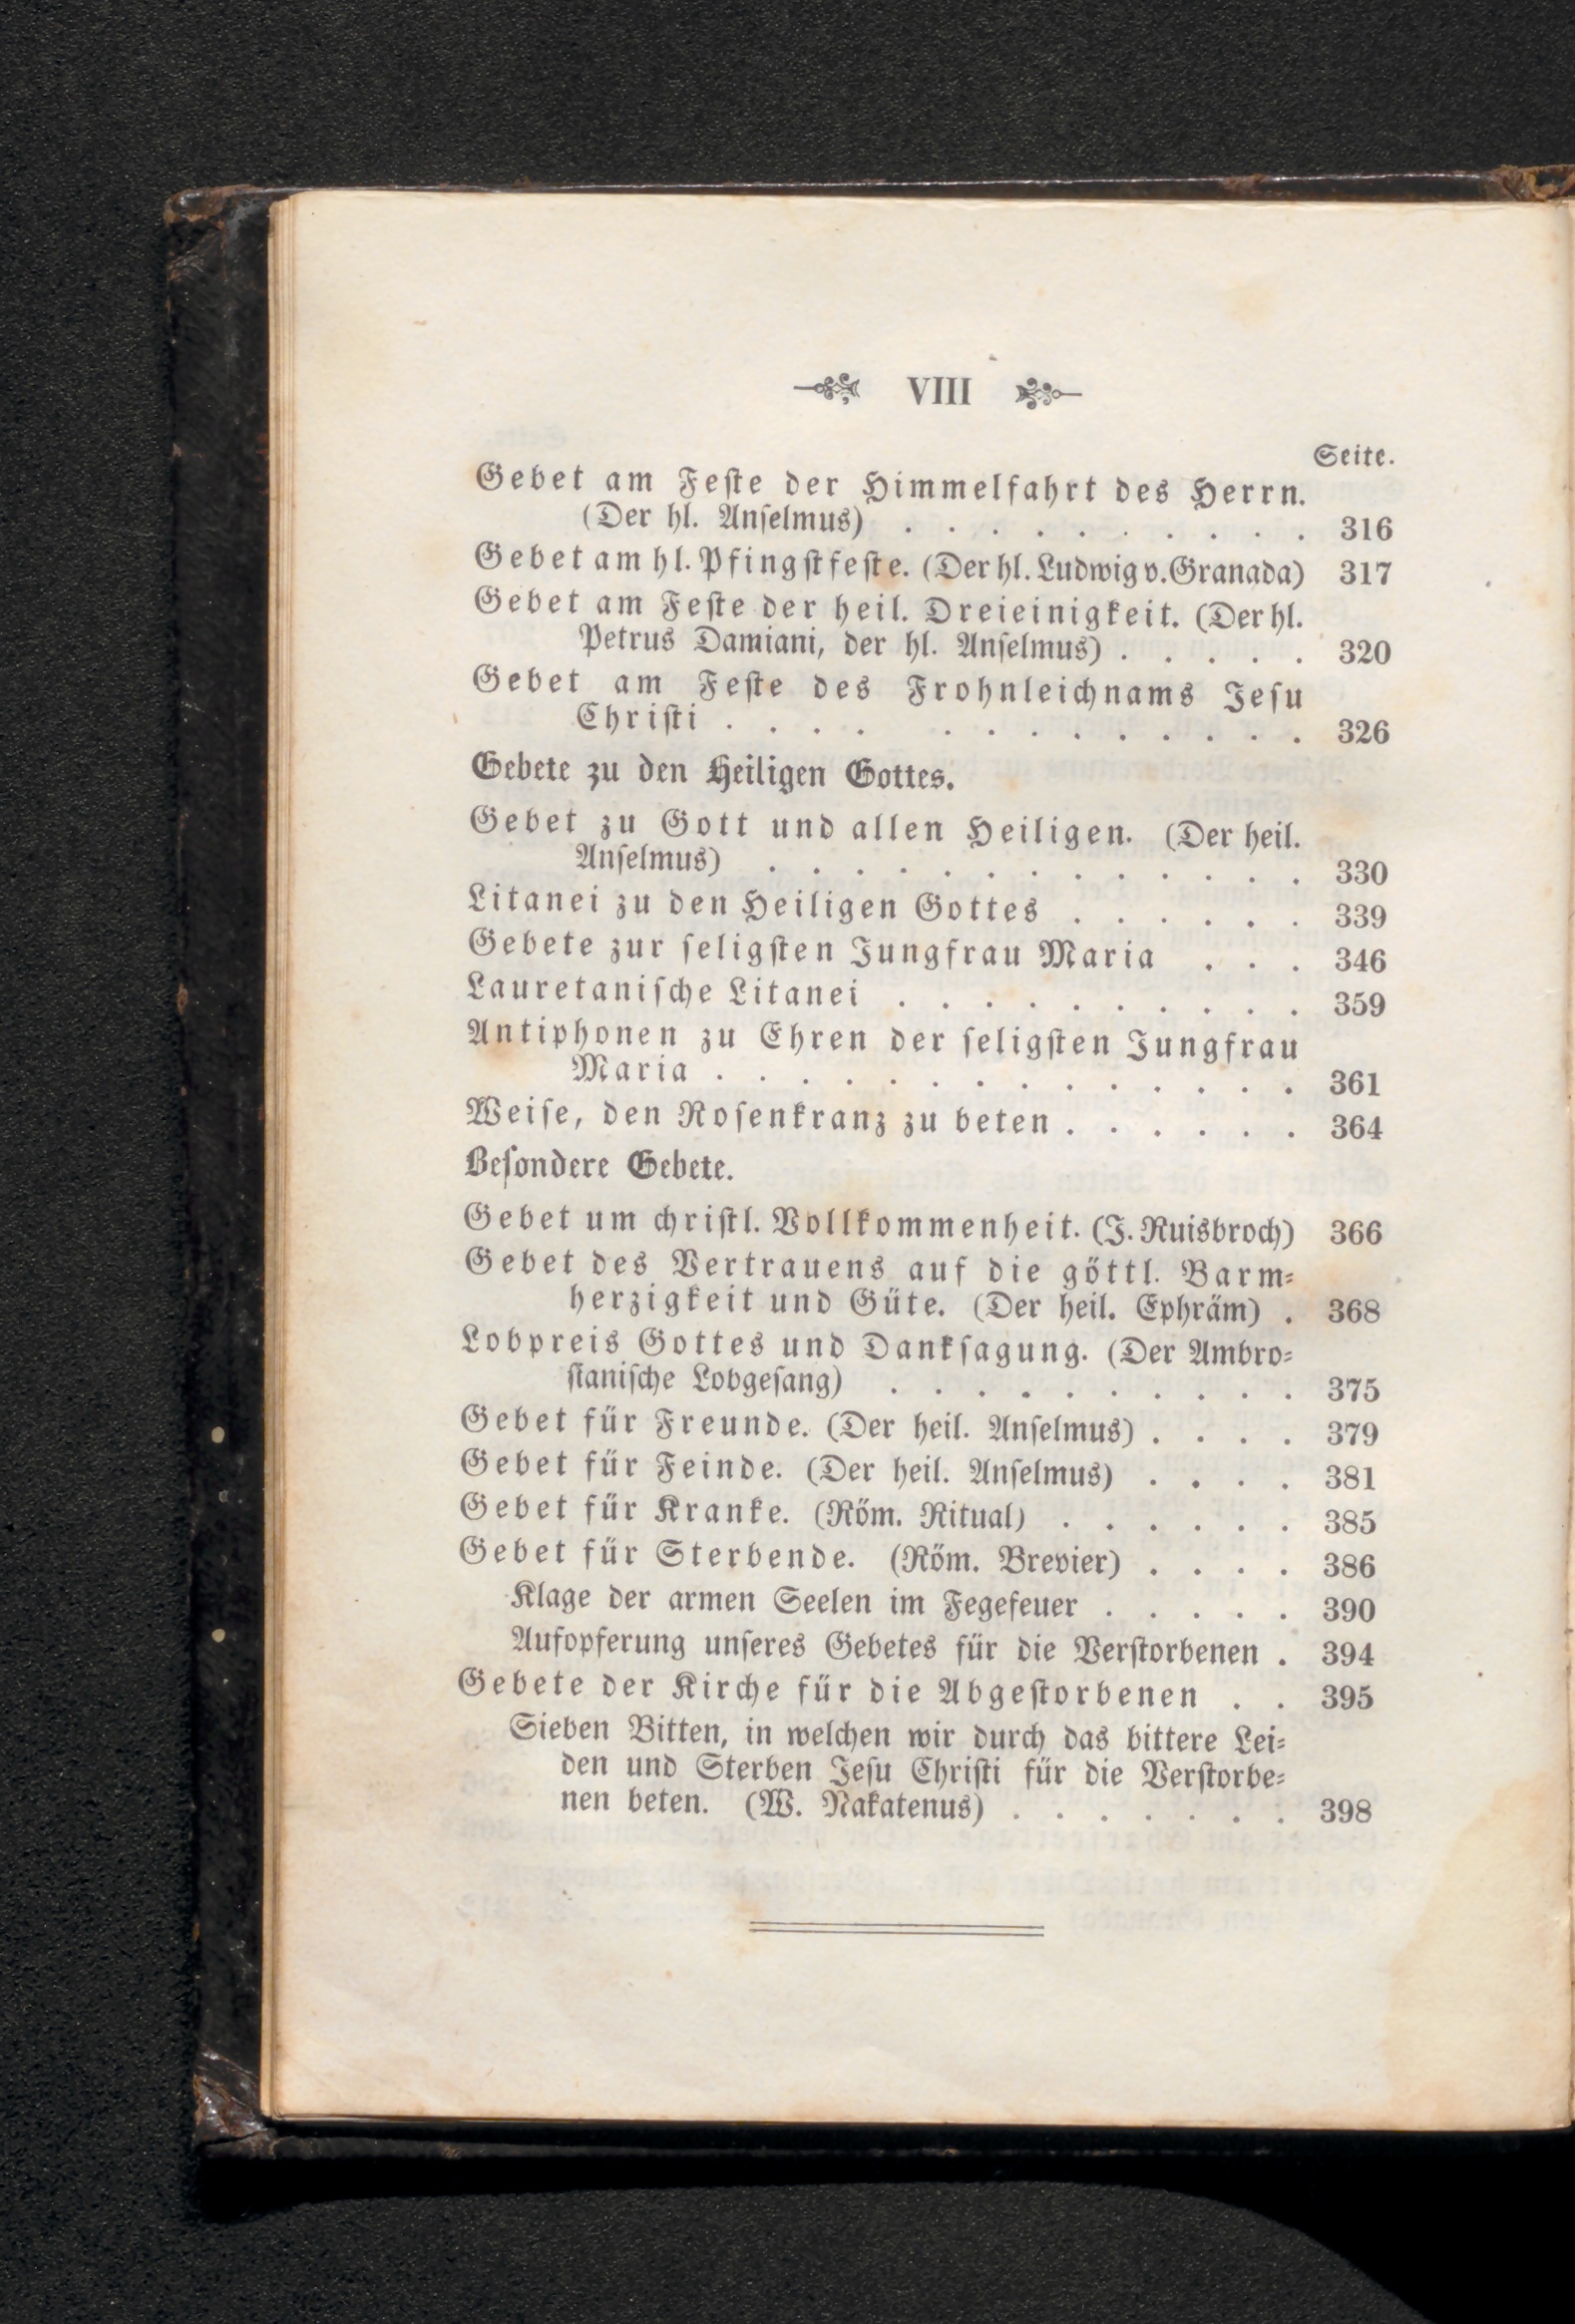 VIII
Seite.
Gebet am Feſte der Himmelfahrt des Herrn.
(Der hl. Anſelmus) . . . . . . . . . . 316
Gebet am hl. Pfingſtfeſte. (Der hl. Ludwig v. Granada) 317
Gebet am Feſte der heil. Dreieinigkeit. (Der hl.
Petrus Damiani, der hl. Anſelmus) . . . . . 320
Gebet am Feſte des Frohnleichnams Jeſu
Chriſti . . . . . . . . . . . . . 326
Gebete zu den Heiligen Gottes.
Gebet zu Gott und allen Heiligen. (Der heil.
Anſelmus) . . . . . . . . . . . . . 330
Litanei zu den Heiligen Gottes . . . . . . 339
Gebete zur ſeligſten Jungfrau Maria . . . 346
Lauretaniſche Litanei . . . . . . . . . . 359
Antiphonen zu Ehren der ſeligſten Jungfrau
Maria . . . . . . . . . . . . . . 361
Weiſe, den Roſenkranz zu beten . . . . . . 364
Beſondere Gebete.
Gebet um chriſtl. Vollkommenheit. (J. Ruisbroch) 366
Gebet des Vertrauens auf die göttl. Barm⸗
herzigkeit und Güte. (Der heil. Ephräm) . 368
Lobpreis Gottes und Dankſagung. (Der Ambro⸗
ſianiſche Lobgeſang) . . . . . . . . . . 375
Gebet für Freunde. (Der heil. Anſelmus) . . . . 379
Gebet für Feinde. (Der heil. Anſelmus) . . . . 381
Gebet für Kranke. (Röm. Ritual) . . . . . . 385
Gebet für Sterbende. (Röm. Brevier) . . . . 386
Klage der armen Seelen im Fegefeuer . . . . . 390
Aufopferung unſeres Gebetes für die Verſtorbenen . 394
Gebete der Kirche für die Abgeſtorbenen . . 395
Sieben Bitten, in welchen wir durch das bittere Lei⸗
den und Sterben Jeſu Chriſti für die Verſtorbe⸗
nen beten. (W. Nakatenus) . . . . . . . 398